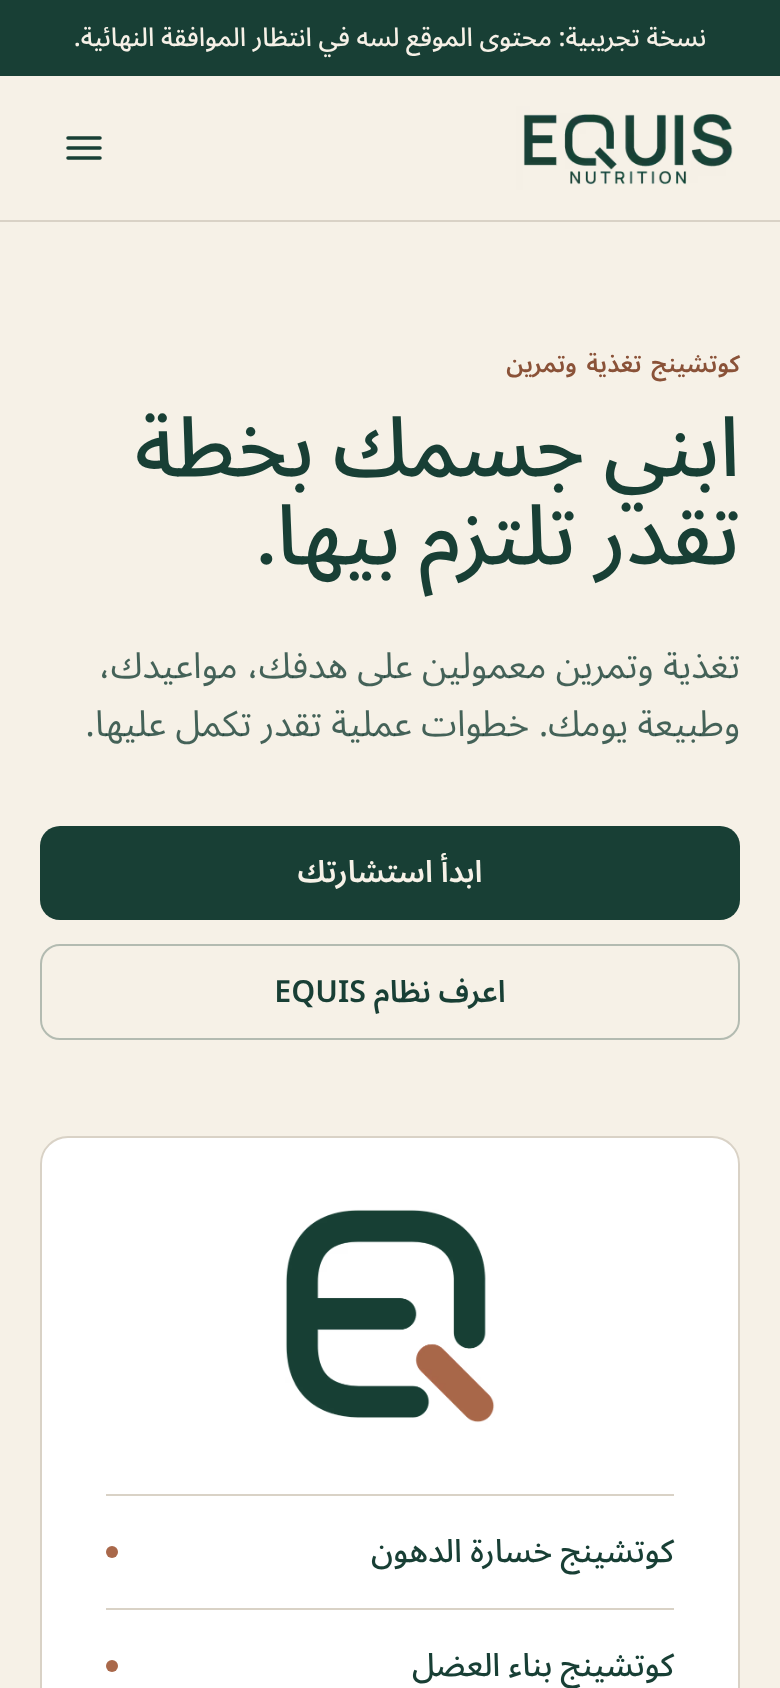 نسخة تجريبية: محتوى الموقع لسه في انتظار الموافقة النهائية.
EQUIS
NUTRITION
كوتشينج تغذية وتمرين
ابني جسمك بخطة
تقدر تلتزم بيها.
تغذية وتمرين معمولين على هدفك، مواعيدك،
وطبيعة يومك. خطوات عملية تقدر تكمل عليها.
ابدأ استشارتك
اعرف نظام EQUIS
كوتشينج خسارة الدهون
كوتشينج بناء العضل